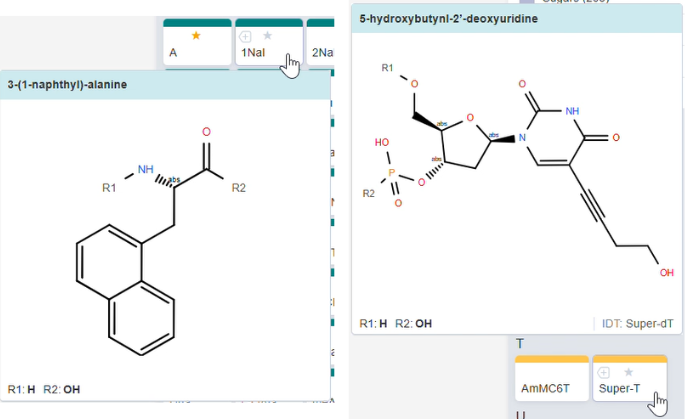 A
1Nal
2Na
3-(1-naphthyl)-alanine
O
NH
abs
R1
R2
R1: H R2: OH
5-hydroxybutynl-2'-deoxyuridine
R1
O
O
NH
HO
abs
O
abs
N
O
abs
P
O
R2
O
OH
R1: H R2: OH
IDT: Super-dT
T
AmMC6T
Super-T